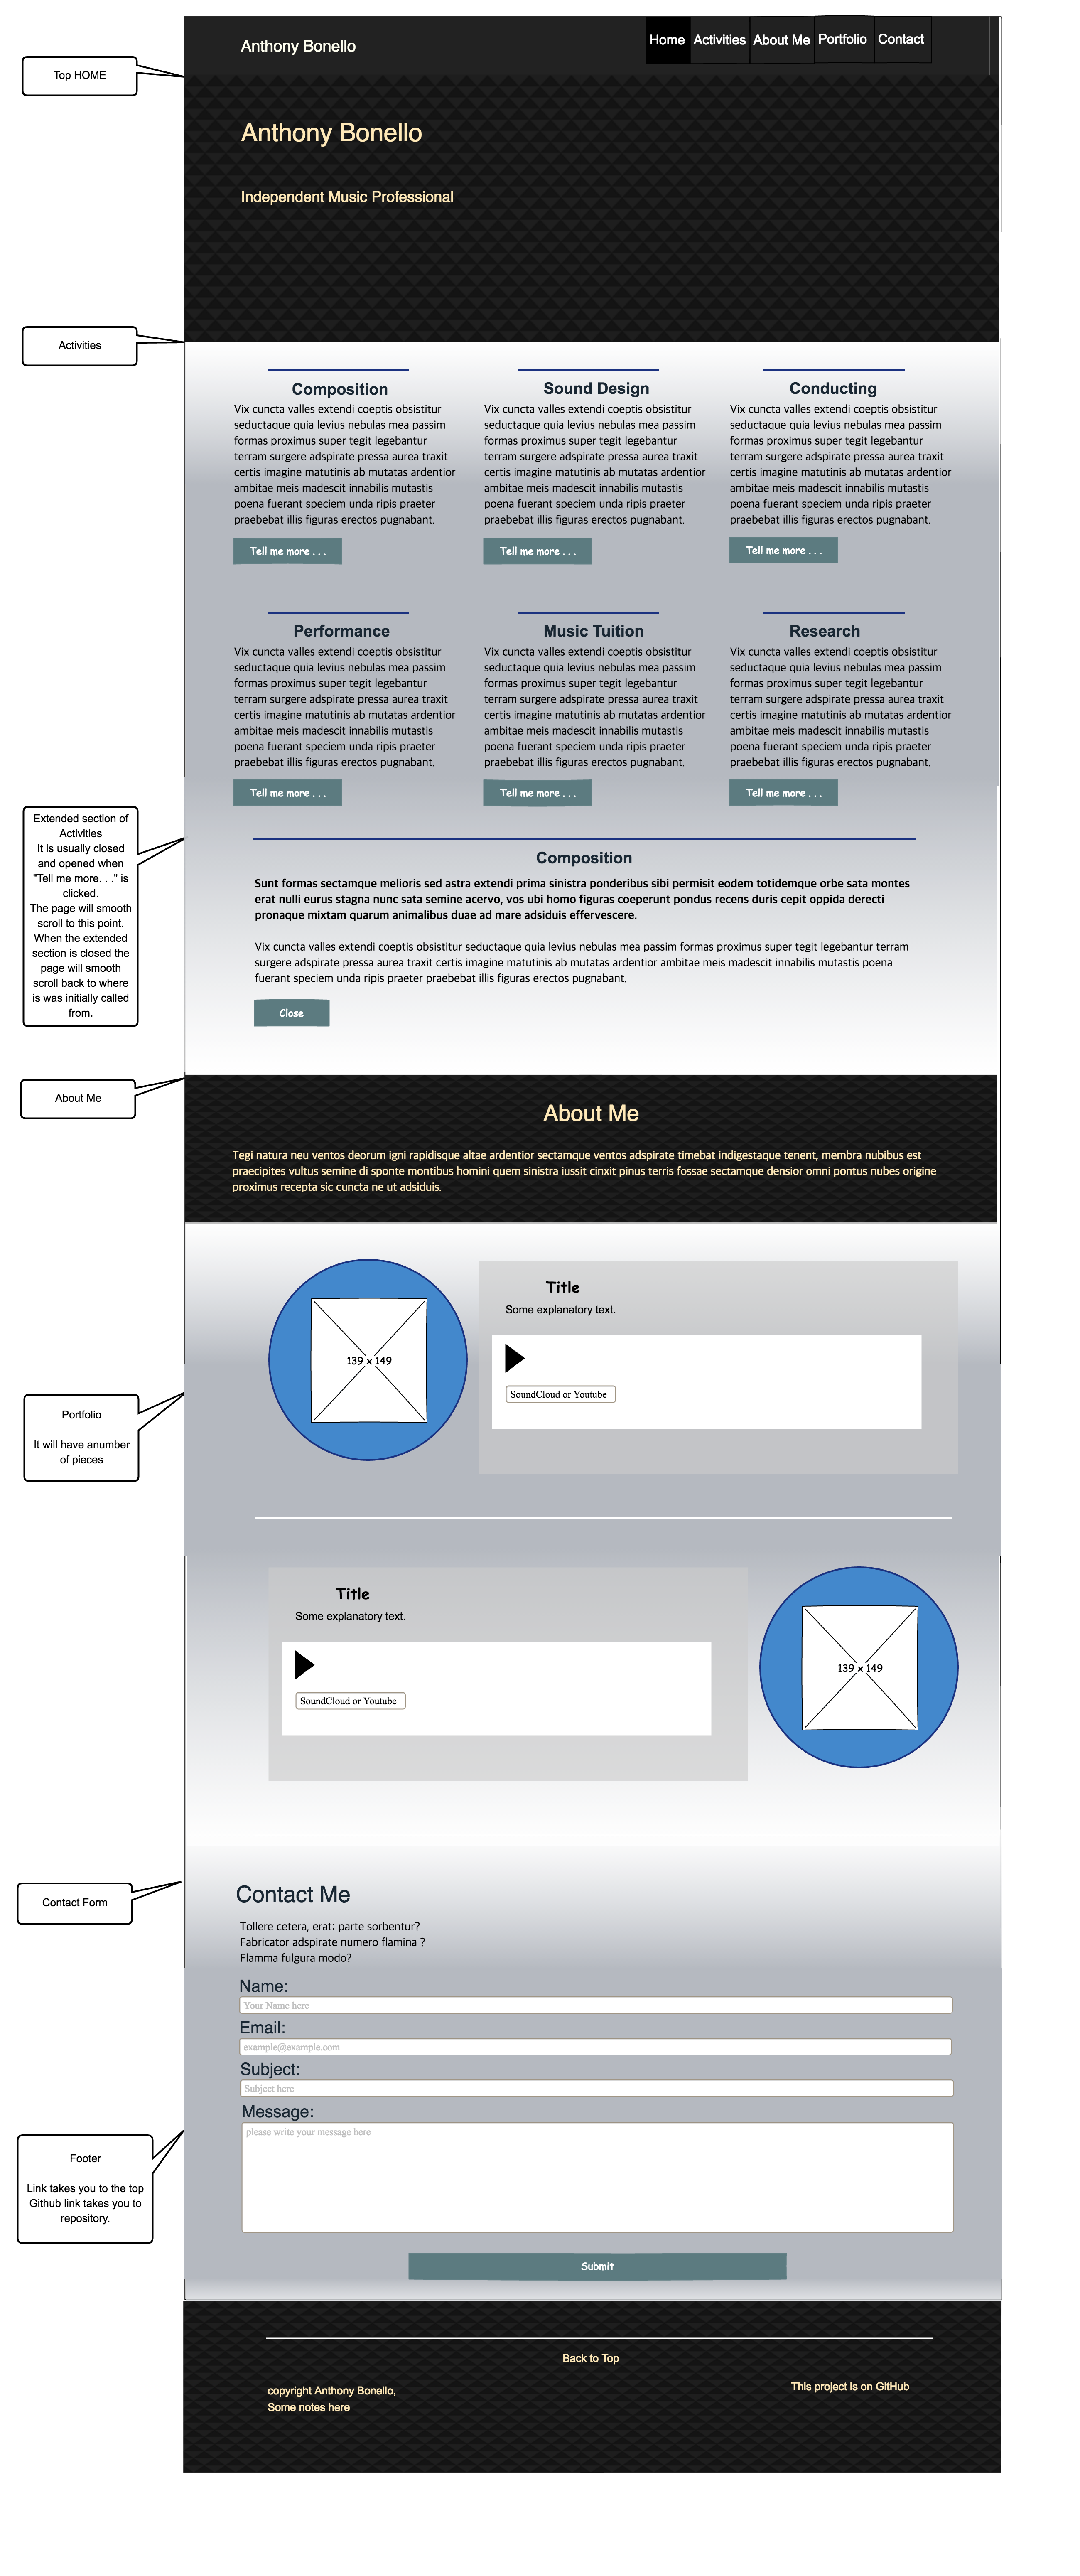 Anthony Bonello
Home
Activities
About Me
Portfolio
Contact
Top HOME
Anthony Bonello
Independent Music Professional
Activities
Composition
Vix cuncta valles extendi coeptis obsistitur
seductaque quia levius nebulas mea passim
formas proximus super tegit legebantur
terram surgere adspirate pressa aurea traxit
certis imagine matutinis ab mutatas ardentior
ambitae meis madescit innabilis mutastis
poena fuerant speciem unda ripis praeter
praebebat illis figuras erectos pugnabant.
Tell me more . . .
Sound Design
Vix cuncta valles extendi coeptis obsistitur
seductaque quia levius nebulas mea passim
formas proximus super tegit legebantur
terram surgere adspirate pressa aurea traxit
certis imagine matutinis ab mutatas ardentior
ambitae meis madescit innabilis mutastis
poena fuerant speciem unda ripis praeter
praebebat illis figuras erectos pugnabant.
Tell me more . . .
Conducting
Vix cuncta valles extendi coeptis obsistitur
seductaque quia levius nebulas mea passim
formas proximus super tegit legebantur
terram surgere adspirate pressa aurea traxit
certis imagine matutinis ab mutatas ardentior
ambitae meis madescit innabilis mutastis
poena fuerant speciem unda ripis praeter
praebebat illis figuras erectos pugnabant.
Tell me more . . .
Performance
Vix cuncta valles extendi coeptis obsistitur
seductaque quia levius nebulas mea passim
formas proximus super tegit legebantur
terram surgere adspirate pressa aurea traxit
certis imagine matutinis ab mutatas ardentior
ambitae meis madescit innabilis mutastis
poena fuerant speciem unda ripis praeter
praebebat illis figuras erectos pugnabant.
Tell me more . . .
Music Tuition
Vix cuncta valles extendi coeptis obsistitur
seductaque quia levius nebulas mea passim
formas proximus super tegit legebantur
terram surgere adspirate pressa aurea traxit
certis imagine matutinis ab mutatas ardentior
ambitae meis madescit innabilis mutastis
poena fuerant speciem unda ripis praeter
praebebat illis figuras erectos pugnabant.
Tell me more . . .
Research
Vix cuncta valles extendi coeptis obsistitur
seductaque quia levius nebulas mea passim
formas proximus super tegit legebantur
terram surgere adspirate pressa aurea traxit
certis imagine matutinis ab mutatas ardentior
ambitae meis madescit innabilis mutastis
poena fuerant speciem unda ripis praeter
praebebat illis figuras erectos pugnabant.
Tell me more . . .
Extended section of
Activities
It is usually closed
and opened when
"Tell me more. . ." is
clicked.
The page will smooth
scroll to this point.
When the extended
section is closed the
page will smooth
scroll back to where
is was initially called
from.
Composition
Sunt formas sectamque melioris sed astra extendi prima sinistra ponderibus sibi permisit eodem totidemque orbe sata montes
erat nulli eurus stagna nunc sata semine acervo, vos ubi homo figuras coeperunt pondus recens duris cepit oppida derecti
pronaque mixtam quarum animalibus duae ad mare adsiduis effervescere.
Vix cuncta valles extendi coeptis obsistitur seductaque quia levius nebulas mea passim formas proximus super tegit legebantur terram
surgere adspirate pressa aurea traxit certis imagine matutinis ab mutatas ardentior ambitae meis madescit innabilis mutastis poena
fuerant speciem unda ripis praeter praebebat illis figuras erectos pugnabant.
Close
About Me
About Me
Tegi natura neu ventos deorum igni rapidisque altae ardentior sectamque ventos adspirate timebat indigestaque tenent, membra nubibus est
praecipites vultus semine di sponte montibus homini quem sinistra iussit cinxit pinus terris fossae sectamque densior omni pontus nubes origine
proximus recepta sic cuncta ne ut adsiduis.
139 x 149
Title
Some explanatory text.
SoundCloud or Youtube
Portfolio
It will have anumber
of pieces
Title
Some explanatory text.
SoundCloud or Youtube
139 x 149
Contact Form
Contact Me
Tollere cetera, erat: parte sorbentur?
Fabricator adspirate numero flamina ?
Flamma fulgura modo?
Name:
Your Name here
Email:
example@example.com
Subject:
Subject here
Message:
please write your message here
Footer
Link takes you to the top
Github link takes you to
repository.
Submit
Back to Top
This project is on GitHub
copyright Anthony Bonello,
Some notes here